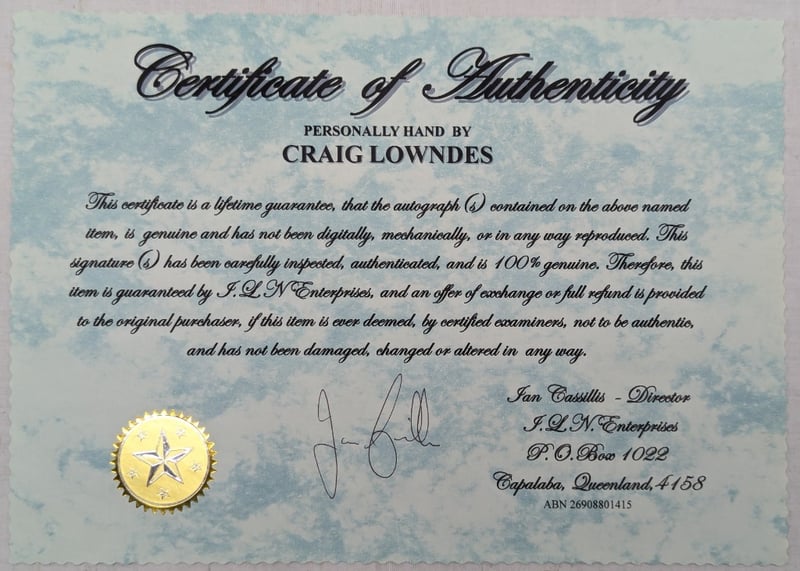 Certificate of Authenticity
PERSONALLY HAND BY
CRAIG LOWNDES
This certificate is a lifetime guarantee, that the autograph (s) contained on the above named
item, is genuine and has not been digitally, mechanically, or in any way reproduced. This
signature (s) has been carefully inspected, authenticated, and is 100% genuine. Therefore, this
item is guaranteed by I.L.N Enterprises, and an offer of exchange or full refund is provided
to the original purchaser, if this item is ever deemed, by certified examiners, not to be authentic,
and has not been damaged, changed or altered in any way.
Ian Cassillis - Director
I.L.N. Enterprises
P.O.Box 1022
Capalaba, Queenland, 4158
ABN 26908801415